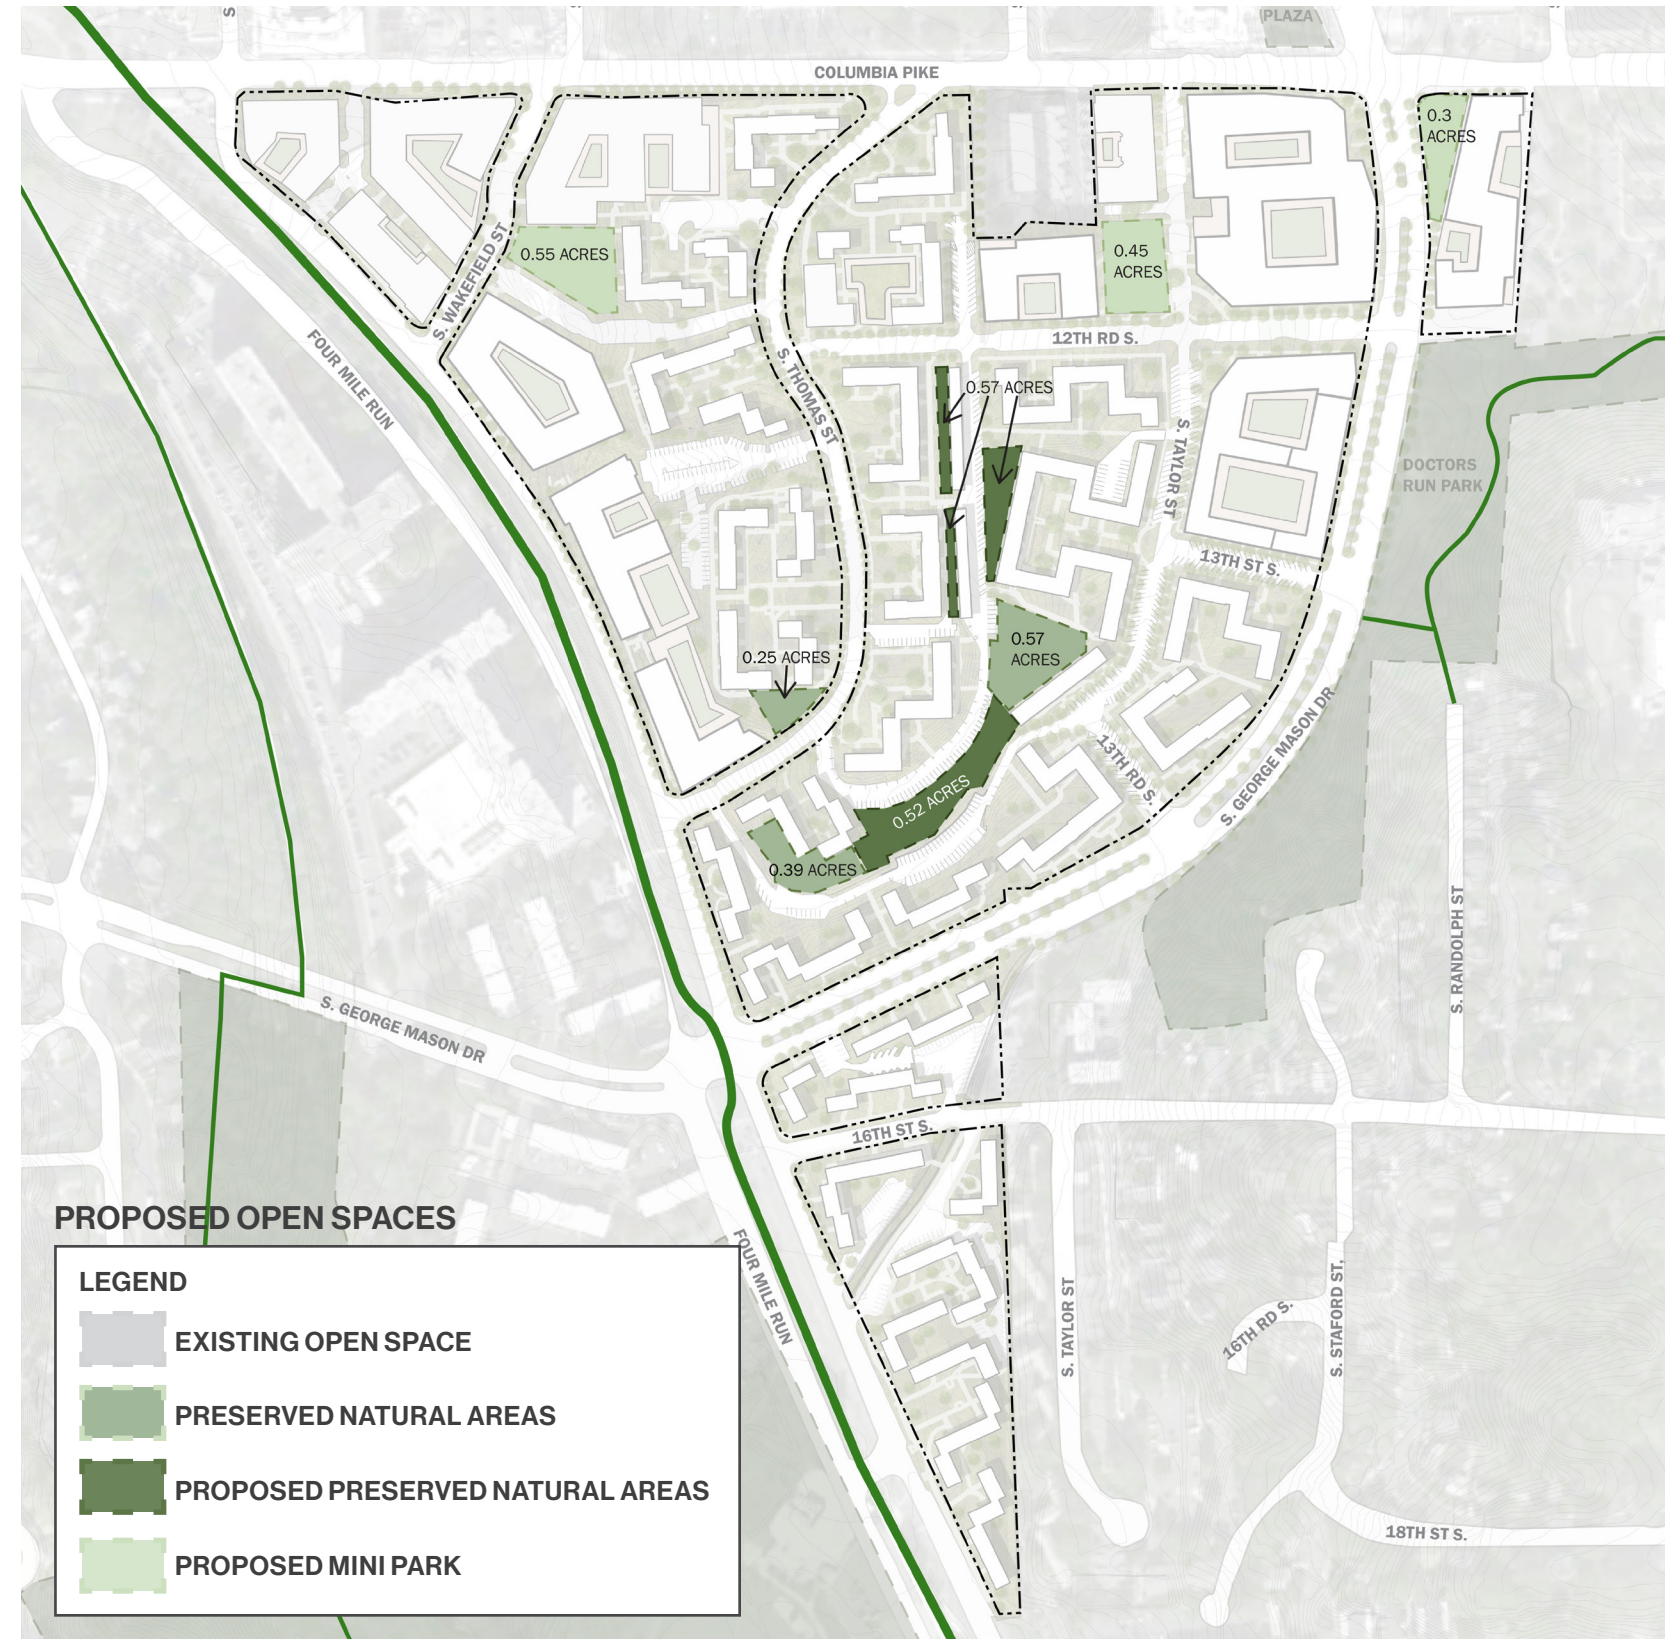 S
PLAZA
COLUMBIA PIKE
0.3
ACRES
0.55 ACRES
0.45
ACRES
S. WAKEFIELD ST
FOUR MILE RUN
12TH RD S.
S. THOMAS ST
0.57 ACRES
S. TAYLOR ST
DOCTORS
RUN PARK
13TH ST S.
0.57
ACRES
0.25 ACRES
13TH RD S.
S. GEORGE MASON DR
0.52 ACRES
0.39 ACRES
S. RANDOLPH ST
S. GEORGE MASON DR
16TH ST S.
FOUR MILE RUN
S. TAYLOR ST
16TH RD S.
S. STAFORD ST.
18TH ST S.
PROPOSED OPEN SPACES
LEGEND
EXISTING OPEN SPACE
PRESERVED NATURAL AREAS
PROPOSED PRESERVED NATURAL AREAS
PROPOSED MINI PARK